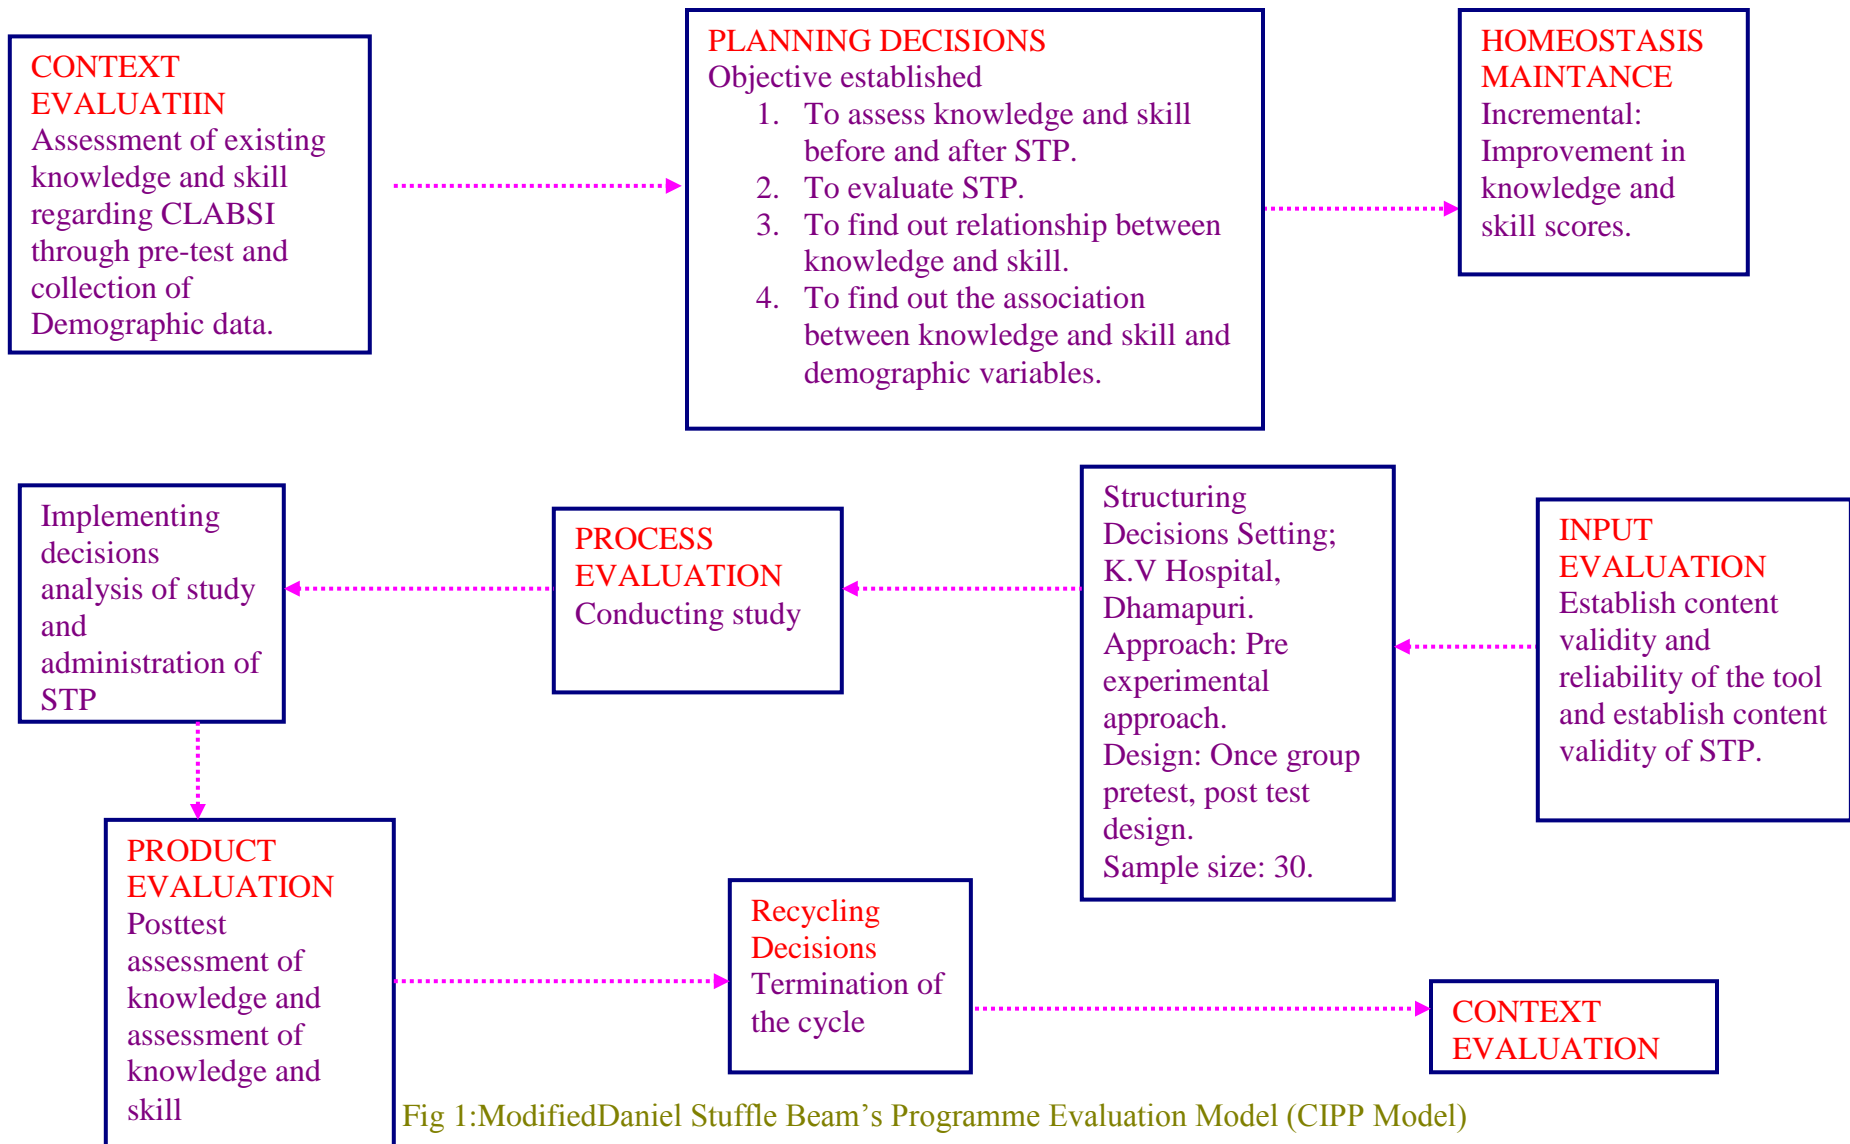 CONTEXT
EVALUATIIN
Assessment of existing
knowledge and skill
regarding CLABSI
through pre-test and
collection of
Demographic data.
PLANNING DECISIONS
Objective established
1. To assess knowledge and skill
before and after STP.
2. To evaluate STP.
3. To find out relationship between
knowledge and skill.
4. To find out the association
between knowledge and skill and
demographic variables.
HOMEOSTASIS
MAINTANCE
Incremental:
Improvement in
knowledge and
skill scores.
INPUT
EVALUATION
Establish content
validity and
reliability of the tool
and establish content
validity of STP.
Structuring
Decisions Setting;
K.V Hospital,
Dhamapuri.
Approach: Pre
experimental
approach.
Design: Once group
pretest, post test
design.
Sample size: 30.
PROCESS
EVALUATION
Conducting study
Implementing
decisions
analysis of study
and
administration of
STP
PRODUCT
EVALUATION
Posttest
assessment of
knowledge and
assessment of
knowledge and
skill
Recycling
Decisions
Termination of
the cycle
CONTEXT
EVALUATION
Fig 1:ModifiedDaniel Stuffle Beam’s Programme Evaluation Model (CIPP Model)